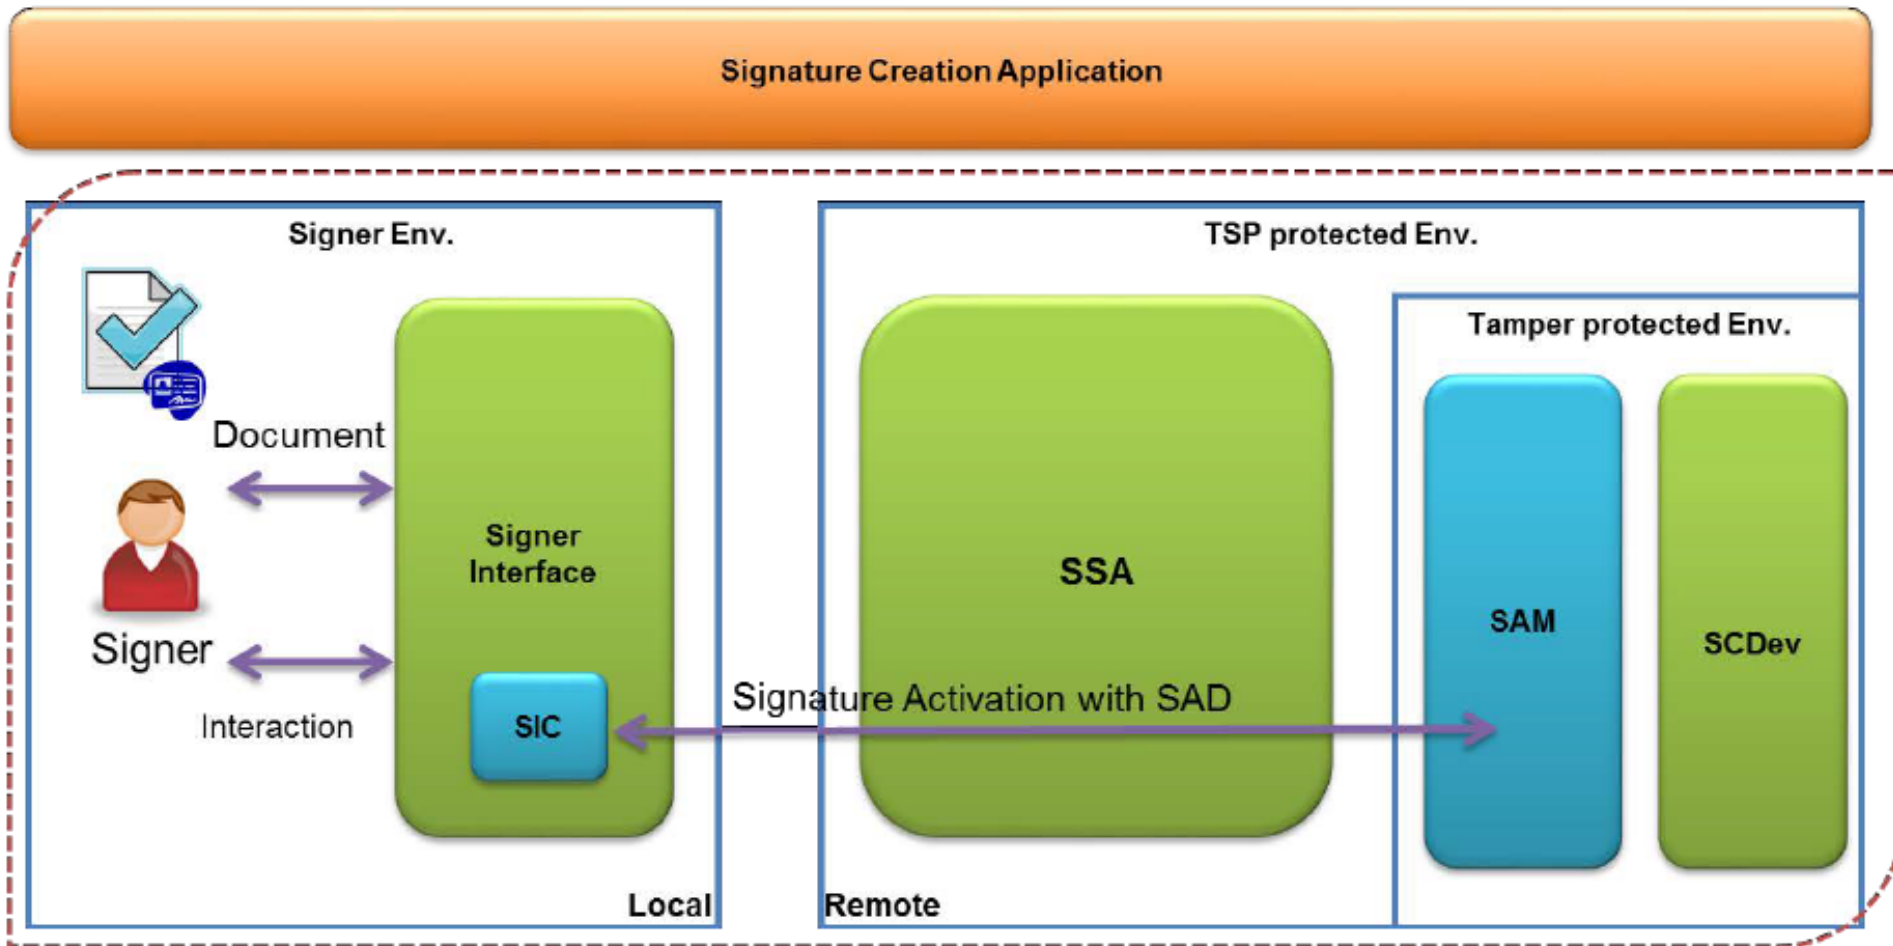 Signature Creation Application
Signer Env.
TSP protected Env.
Tamper protected Env.
Document
Signer
Interface
SSA
SAM
SCDev
Signer
Interaction
SIC
Signature Activation with SAD
Local
Remote